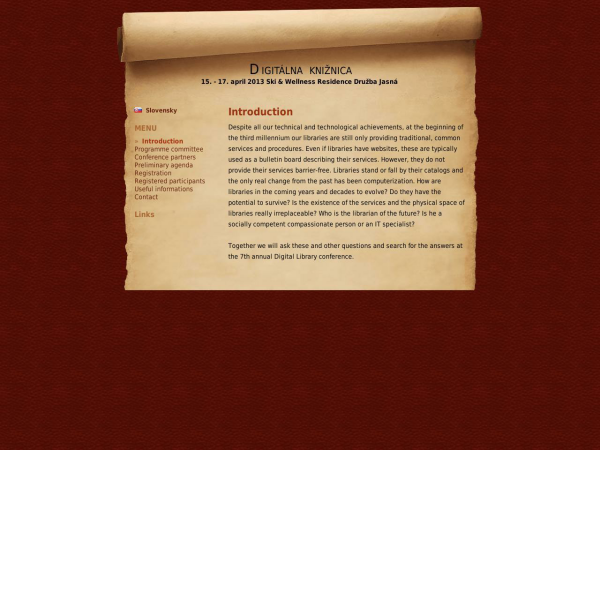 Digitálna knižnica
15. - 17. april 2013 Ski & Wellness Residence Družba Jasná
Slovensky
MENU
» Introduction
Programme committee
Conference partners
Preliminary agenda
Registration
Registered participants
Useful informations
Contact
Links
Introduction
Despite all our technical and technological achievements, at the beginning of
the third millennium our libraries are still only providing traditional, common
services and procedures. Even if libraries have websites, these are typically
used as a bulletin board describing their services. However, they do not
provide their services barrier-free. Libraries stand or fall by their catalogs and
the only real change from the past has been computerization. How are
libraries in the coming years and decades to evolve? Do they have the
potential to survive? Is the existence of the services and the physical space of
libraries really irreplaceable? Who is the librarian of the future? Is he a
socially competent compassionate person or an IT specialist?
Together we will ask these and other questions and search for the answers at
the 7th annual Digital Library conference.